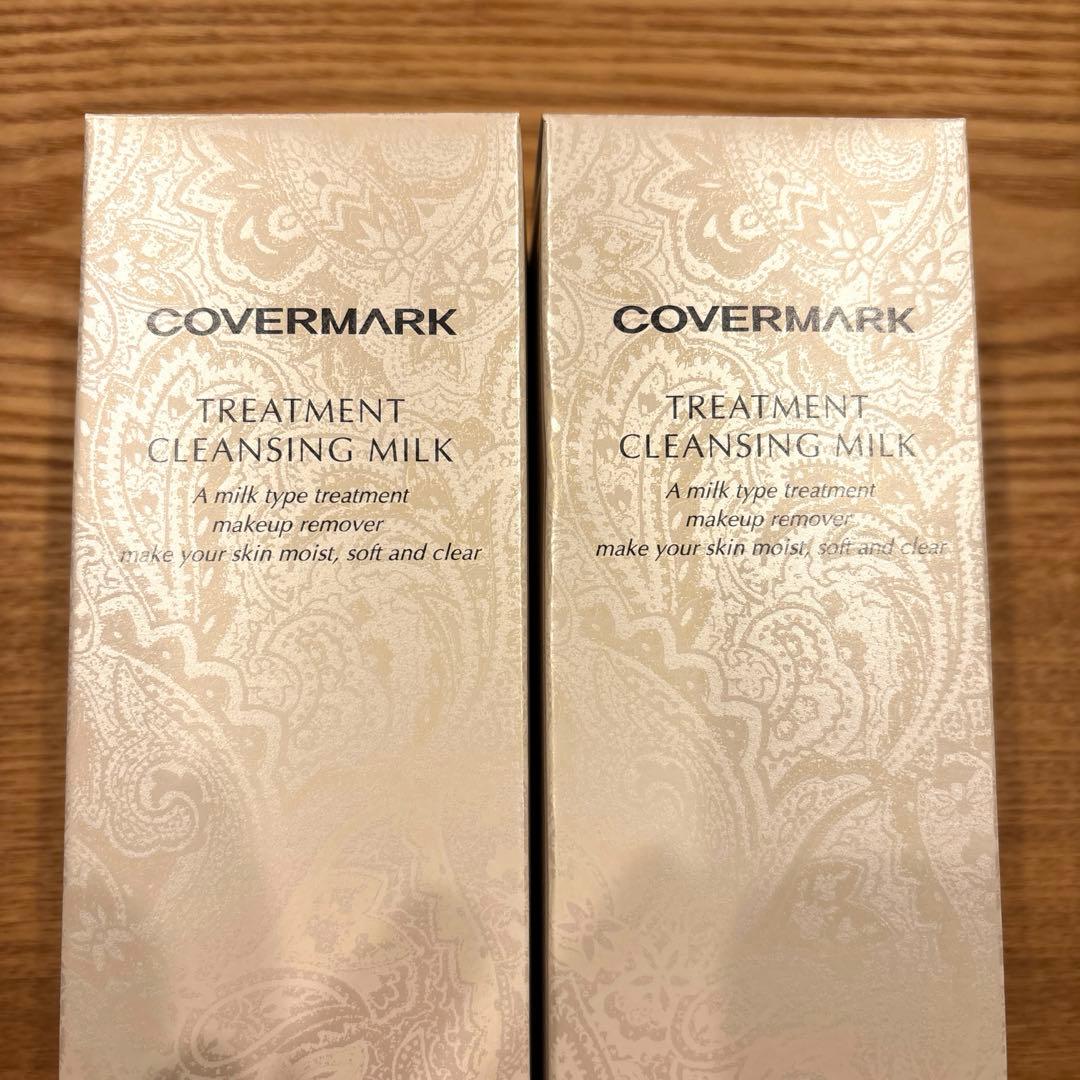 COVERMARK
TREATMENT
CLEANSING MILK
A milk type treatment
makeup remover
make your skin moist, soft and clear
COVERMARK
TREATMENT
CLEANSING MILK
A milk type treatment
makeup remover
make your skin moist, soft and clear